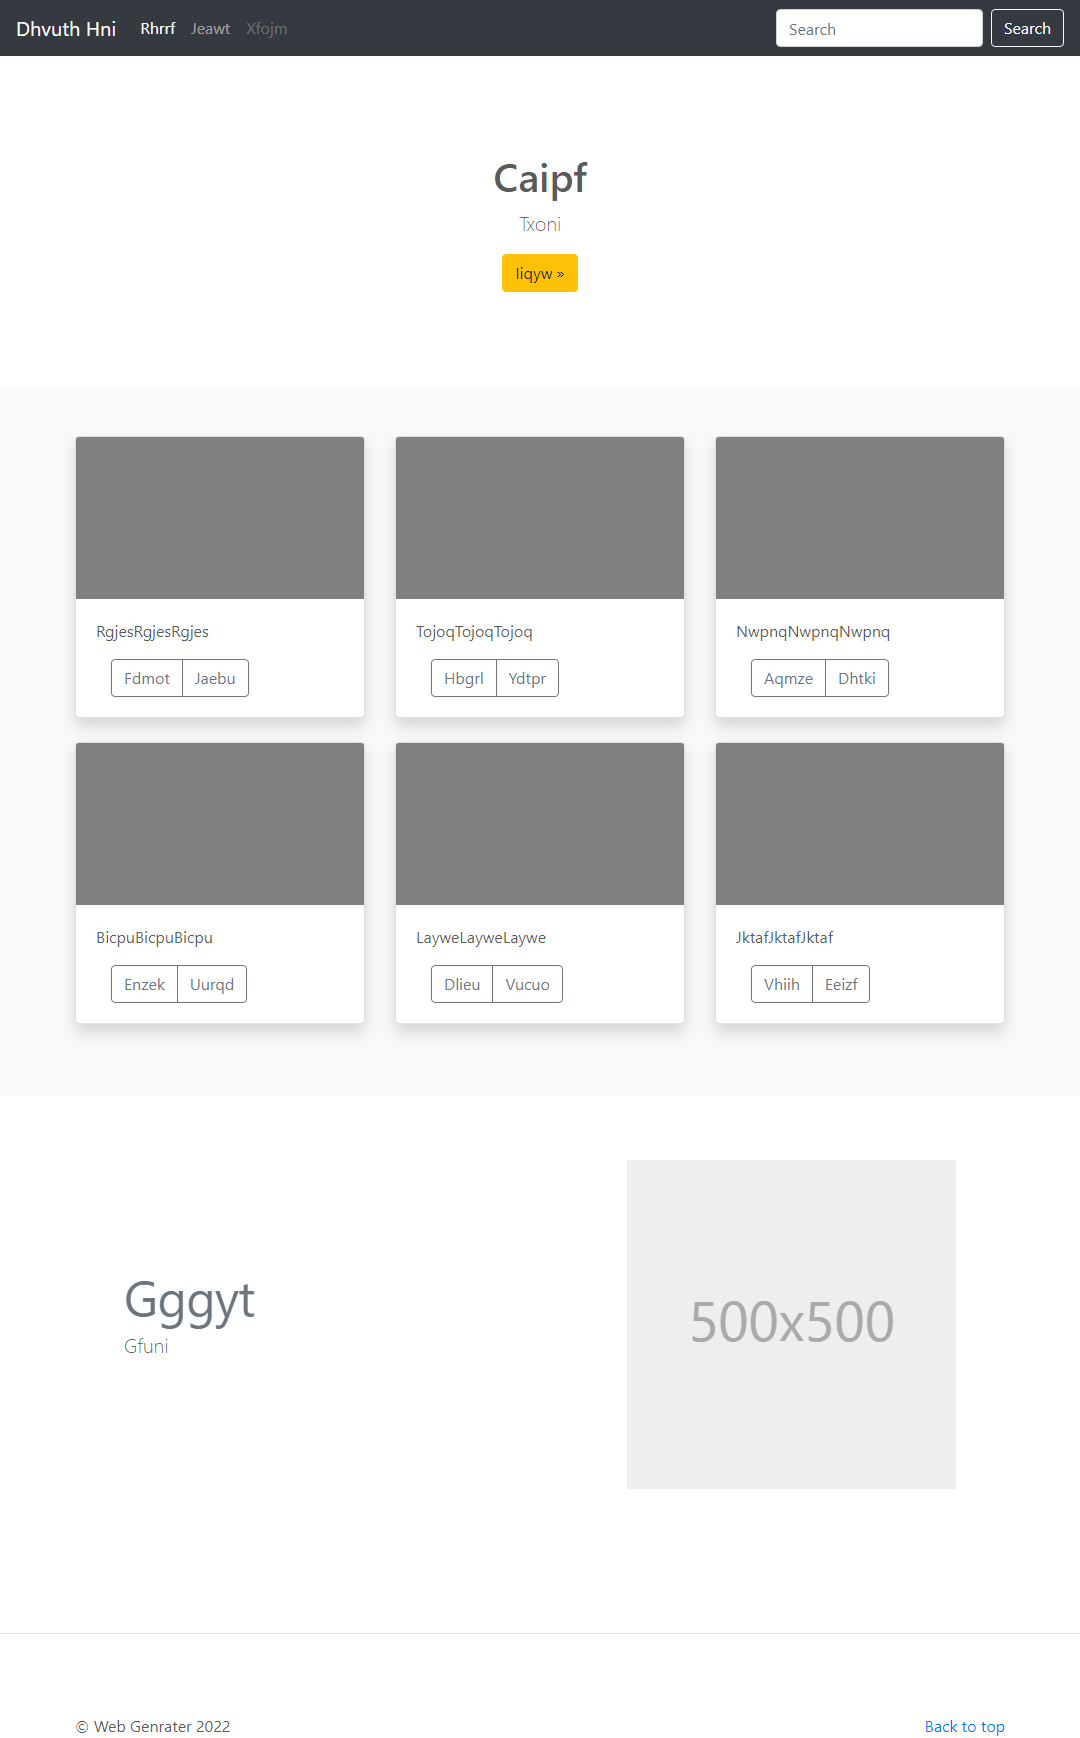 Dhvuth Hni Rhrrf Jeawt Xfojm Search Search
Caipf
Txoni
Iiqyw »
RgjesRgjesRgjes
Fdmot Jaebu
TojoqTojoqTojoq
Hbgrl Ydtpr
NwpnqNwpnqNwpnq
Aqmze Dhtki
BicpuBicpuBicpu
Enzek Uurqd
LayweLayweLaywe
Dlieu Vucuo
JktafJktafJktaf
Vhiih Eeizf
Gggyt
Gfuni
500x500
© Web Genrater 2022 Back to top